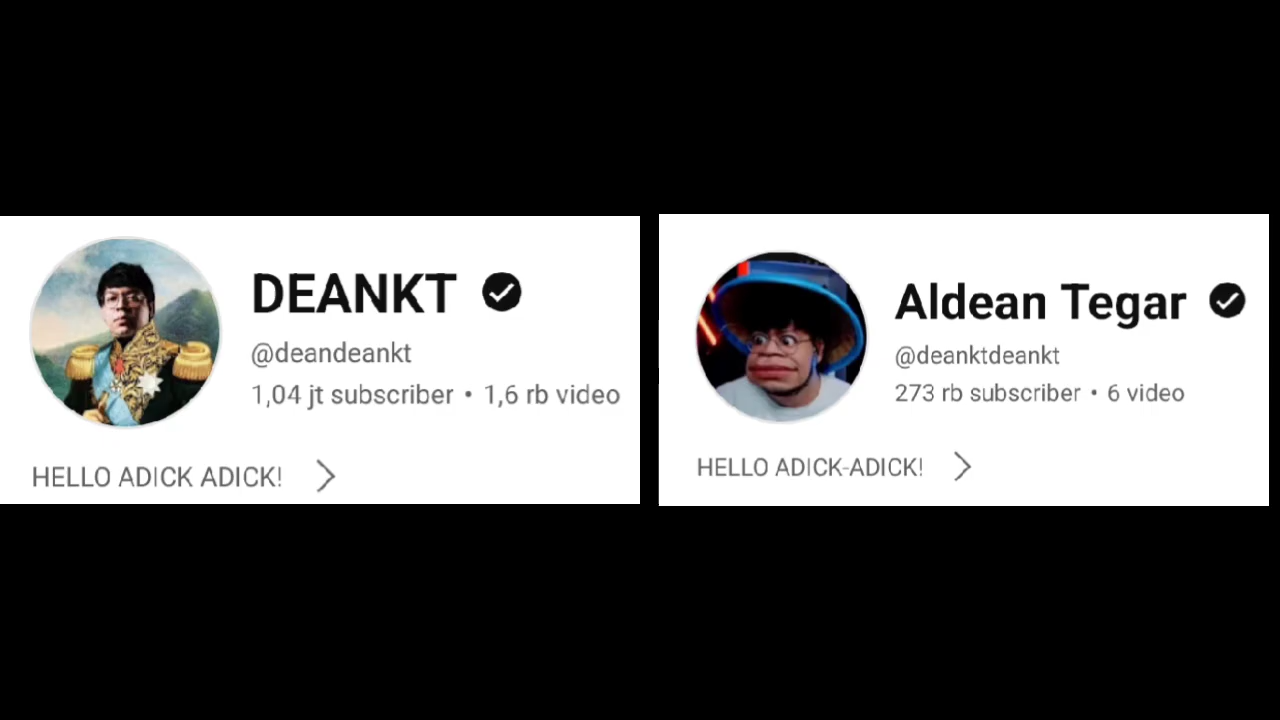 DEANKT
@deandeankt
1,04 jt subscriber • 1,6 rb video
HELLO ADICK ADICK!
Aldean Tegar
@deanktdeankt
273 rb subscriber • 6 video
HELLO ADICK-ADICK!